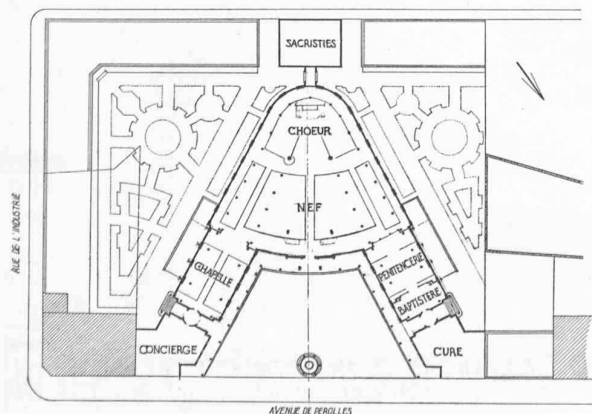 SACRISTIES
CHOEUR
NEF
CHAPELLE
PENITENCERIE
BAPTISTERE
CONCIERGE
CURE
RUE DE L'INDUSTRIE
AVENUE DE PEROLLES